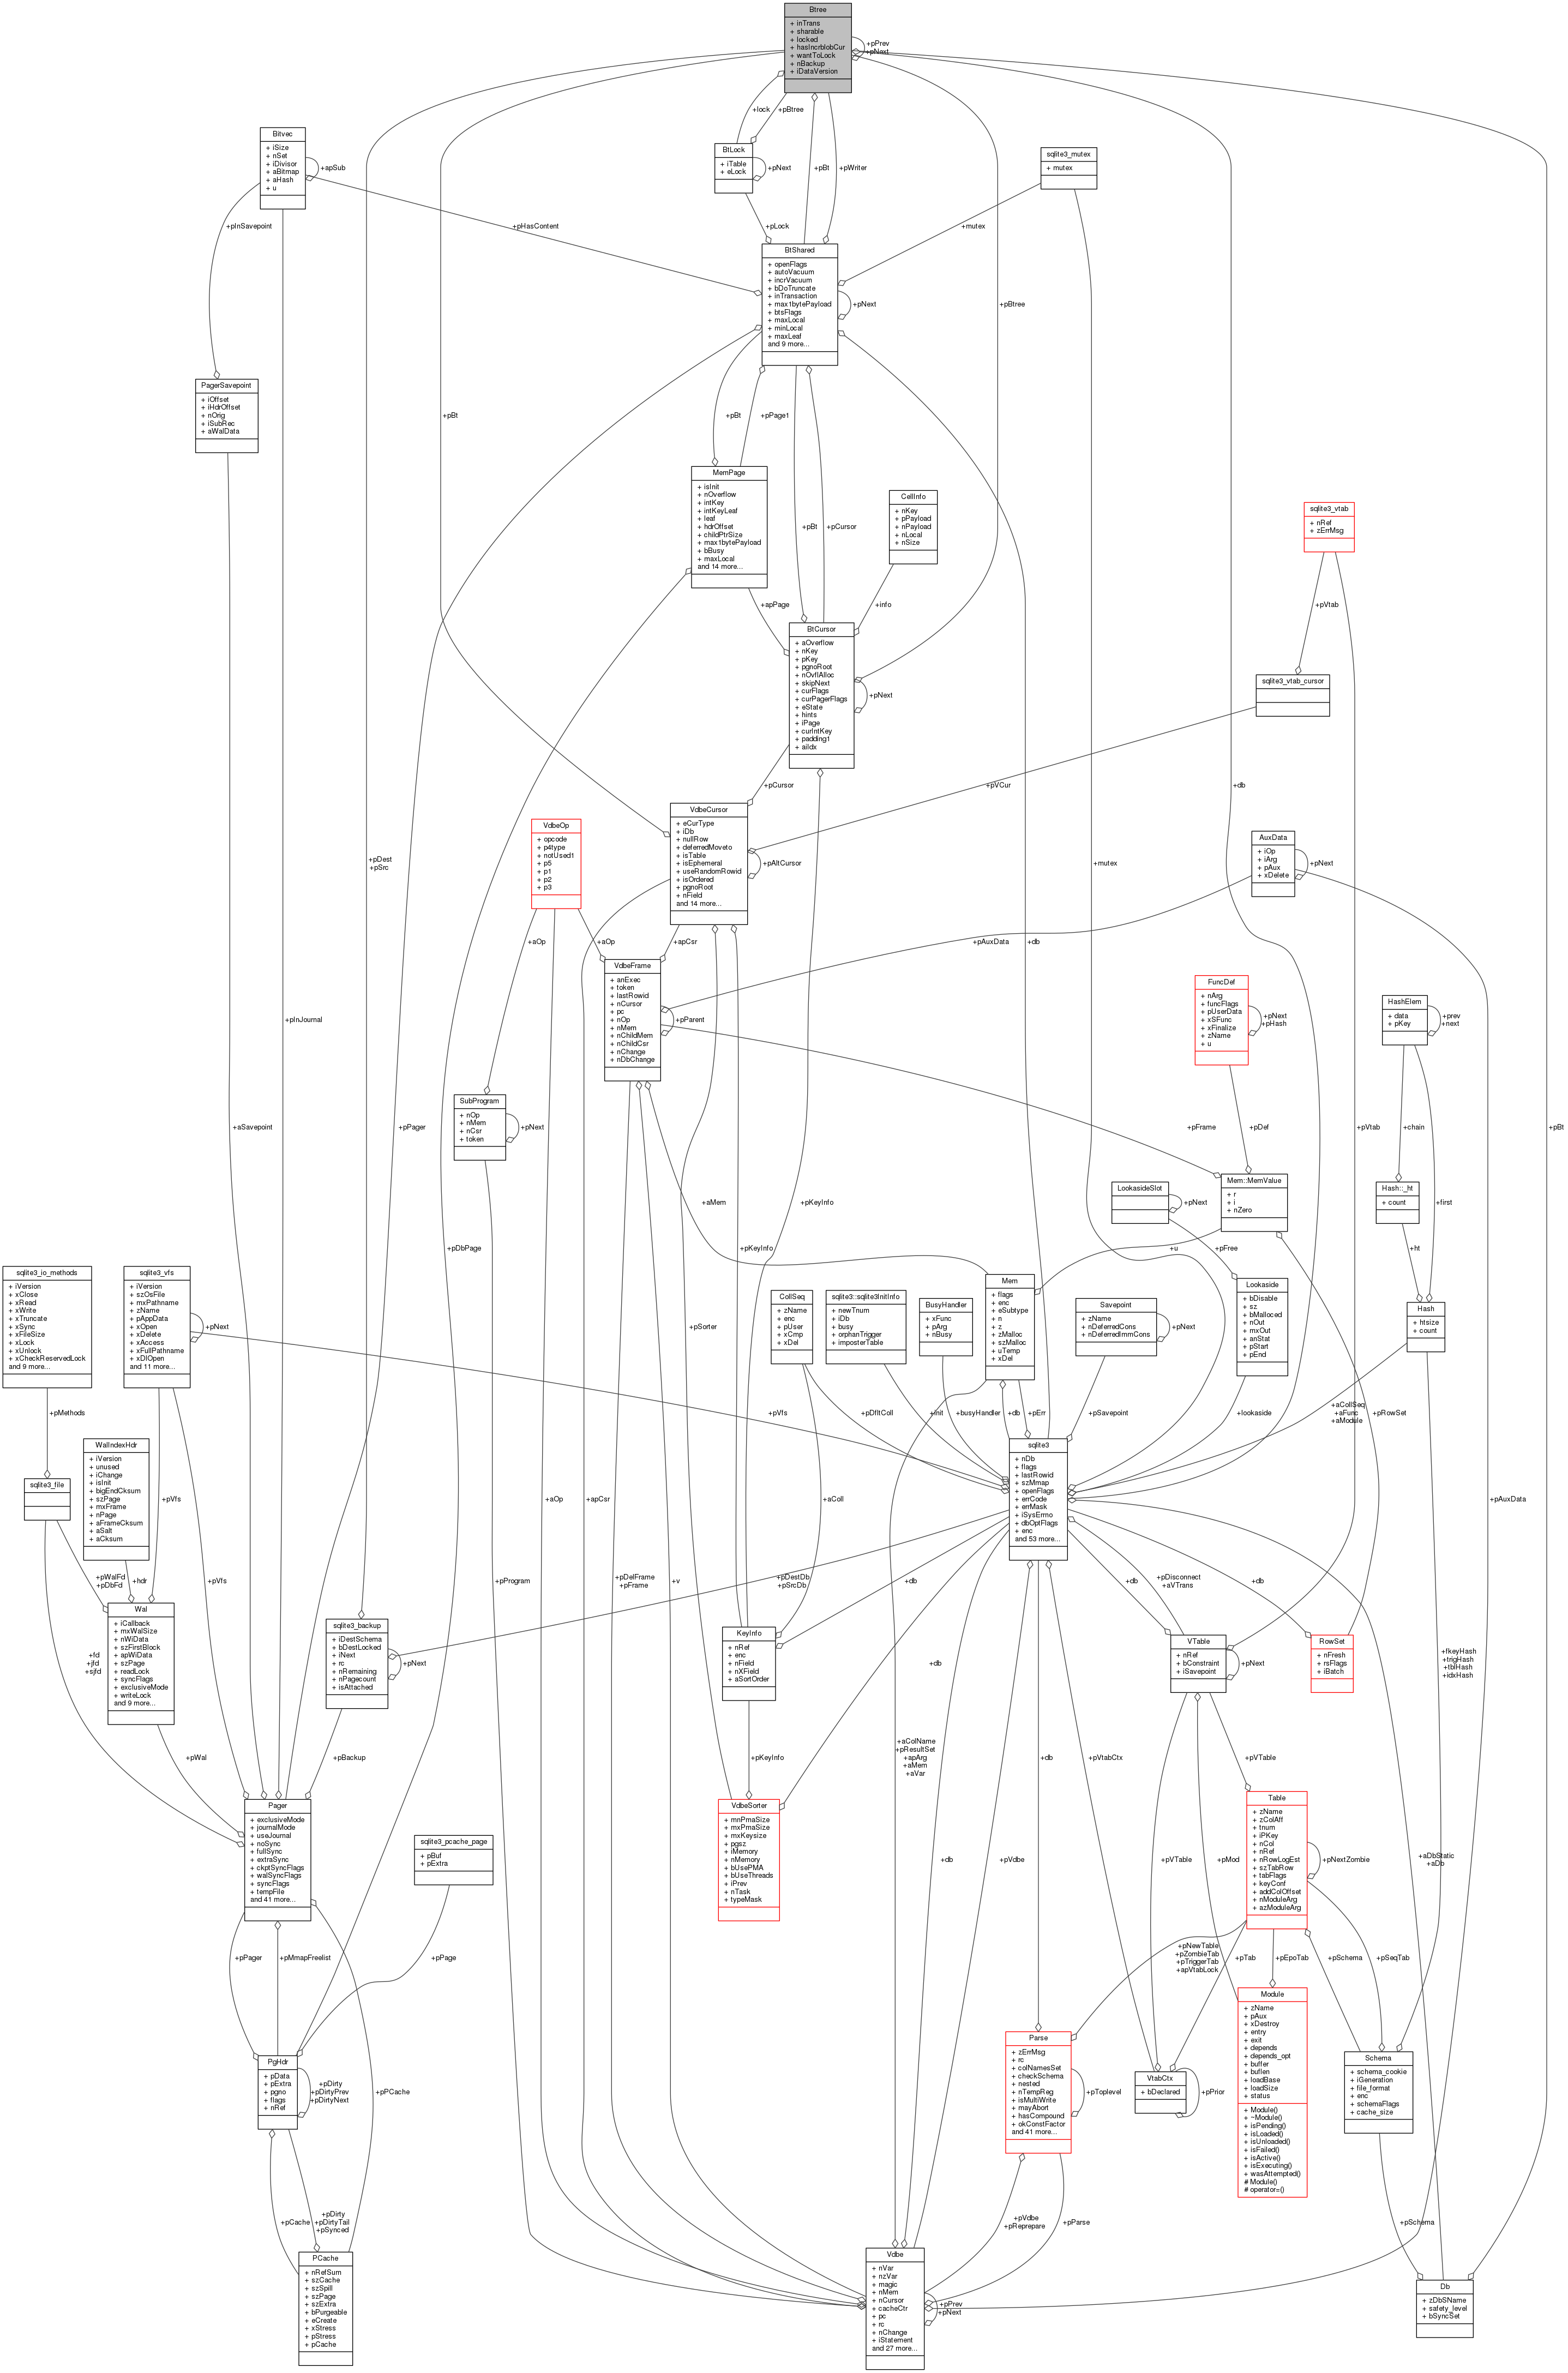 Btree
+ inTrans
+ sharable
+ locked
+ hasIncrblobCur
+ wantToLock
+ nBackup
+ iDataVersion
+pPrev
+pNext
+lock
+pBtree
Bitvec
+ iSize
+ nSet
+ iDivisor
+ aBitmap
+ aHash
+ u
+apSub
BtLock
+ iTable
+ eLock
+pNext
+pBt
+pWriter
sqlite3_mutex
+ mutex
+pInSavepoint
+pHasContent
+pLock
+mutex
BtShared
+ openFlags
+ autoVacuum
+ incrVacuum
+ bDoTruncate
+ inTransaction
+ max1bytePayload
+ btsFlags
+ maxLocal
+ minLocal
+ maxLeaf
and 9 more...
+pNext
+pBtree
PagerSavepoint
+ iOffset
+ iHdrOffset
+ nOrig
+ iSubRec
+ aWalData
+pBt
+pBt
+pPage1
MemPage
+ isInit
+ nOverflow
+ intKey
+ intKeyLeaf
+ leaf
+ hdrOffset
+ childPtrSize
+ max1bytePayload
+ bBusy
+ maxLocal
and 14 more...
+pBt
+pCursor
CellInfo
+ nKey
+ pPayload
+ nPayload
+ nLocal
+ nSize
sqlite3_vtab
+ nRef
+ zErrMsg
+apPage
+info
+pVtab
BtCursor
+ aOverflow
+ nKey
+ pKey
+ pgnoRoot
+ nOvflAlloc
+ skipNext
+ curFlags
+ curPagerFlags
+ eState
+ hints
+ iPage
+ curIntKey
+ padding1
+ aiIdx
+pNext
sqlite3_vtab_cursor
+pCursor
+pVCur
+db
VdbeCursor
+ eCurType
+ iDb
+ nullRow
+ deferredMoveto
+ isTable
+ isEphemeral
+ useRandomRowid
+ isOrdered
+ pgnoRoot
+ nField
and 14 more...
+pAltCursor
VdbeOp
+ opcode
+ p4type
+ notUsed1
+ p5
+ p1
+ p2
+ p3
+pDest
+pSrc
+mutex
AuxData
+ iOp
+ iArg
+ pAux
+ xDelete
+pNext
+aOp
+aOp
+apCsr
+pAuxData
+db
VdbeFrame
+ anExec
+ token
+ lastRowid
+ nCursor
+ pc
+ nOp
+ nMem
+ nChildMem
+ nChildCsr
+ nChange
+ nDbChange
+pParent
+pInJournal
FuncDef
+ nArg
+ funcFlags
+ pUserData
+ xSFunc
+ xFinalize
+ zName
+ u
+pNext
+pHash
HashElem
+ data
+ pKey
+prev
+next
SubProgram
+ nOp
+ nMem
+ nCsr
+ token
+pNext
+aSavepoint
+pPager
+pFrame
+pDef
+pVtab
+chain
+pBt
LookasideSlot
+pNext
Mem::MemValue
+ r
+ i
+ nZero
Hash::_ht
+ count
+first
+aMem
+pKeyInfo
+pDbPage
+pKeyInfo
+u
+pFree
+ht
sqlite3_io_methods
+ iVersion
+ xClose
+ xRead
+ xWrite
+ xTruncate
+ xSync
+ xFileSize
+ xLock
+ xUnlock
+ xCheckReservedLock
and 9 more...
sqlite3_vfs
+ iVersion
+ szOsFile
+ mxPathname
+ zName
+ pAppData
+ xOpen
+ xDelete
+ xAccess
+ xFullPathname
+ xDlOpen
and 11 more...
+pNext
+pSorter
CollSeq
+ zName
+ enc
+ pUser
+ xCmp
+ xDel
sqlite3::sqlite3InitInfo
+ newTnum
+ iDb
+ busy
+ orphanTrigger
+ imposterTable
BusyHandler
+ xFunc
+ pArg
+ nBusy
Mem
+ flags
+ enc
+ eSubtype
+ n
+ z
+ zMalloc
+ szMalloc
+ uTemp
+ xDel
Savepoint
+ zName
+ nDeferredCons
+ nDeferredImmCons
+pNext
Lookaside
+ bDisable
+ sz
+ bMalloced
+ nOut
+ mxOut
+ anStat
+ pStart
+ pEnd
Hash
+ htsize
+ count
+pMethods
+pVfs
+pDfltColl
+init
+busyHandler
+db
+pErr
+pSavepoint
+lookaside
+aCollSeq
+aFunc
+aModule
+pRowSet
WalIndexHdr
+ iVersion
+ unused
+ iChange
+ isInit
+ bigEndCksum
+ szPage
+ mxFrame
+ nPage
+ aFrameCksum
+ aSalt
+ aCksum
sqlite3_file
+pVfs
+aOp
+apCsr
+aColl
sqlite3
+ nDb
+ flags
+ lastRowid
+ szMmap
+ openFlags
+ errCode
+ errMask
+ iSysErrno
+ dbOptFlags
+ enc
and 53 more...
+pAuxData
+pWalFd
+pDbFd
+hdr
+pVfs
+pProgram
+pDelFrame
+pFrame
+v
+pDestDb
+pSrcDb
+db
+db
+pDisconnect
+aVTrans
+db
Wal
+ iCallback
+ mxWalSize
+ nWiData
+ szFirstBlock
+ apWiData
+ szPage
+ readLock
+ syncFlags
+ exclusiveMode
+ writeLock
and 9 more...
sqlite3_backup
+ iDestSchema
+ bDestLocked
+ iNext
+ rc
+ nRemaining
+ nPagecount
+ isAttached
+pNext
KeyInfo
+ nRef
+ enc
+ nField
+ nXField
+ aSortOrder
+db
VTable
+ nRef
+ bConstraint
+ iSavepoint
+pNext
RowSet
+ nFresh
+ rsFlags
+ iBatch
+fkeyHash
+trigHash
+tblHash
+idxHash
+fd
+jfd
+sjfd
+pWal
+pBackup
+pKeyInfo
+aColName
+pResultSet
+apArg
+aMem
+aVar
+db
+pVtabCtx
+pVTable
Pager
+ exclusiveMode
+ journalMode
+ useJournal
+ noSync
+ fullSync
+ extraSync
+ ckptSyncFlags
+ walSyncFlags
+ syncFlags
+ tempFile
and 41 more...
sqlite3_pcache_page
+ pBuf
+ pExtra
VdbeSorter
+ mnPmaSize
+ mxPmaSize
+ mxKeysize
+ pgsz
+ iMemory
+ nMemory
+ bUsePMA
+ bUseThreads
+ iPrev
+ nTask
+ typeMask
+db
+pVdbe
+pVTable
+pMod
Table
+ zName
+ zColAff
+ tnum
+ iPKey
+ nCol
+ nRef
+ nRowLogEst
+ szTabRow
+ tabFlags
+ keyConf
+ addColOffset
+ nModuleArg
+ azModuleArg
+pNextZombie
+aDbStatic
+aDb
+pPager
+pMmapFreelist
+pPage
+pNewTable
+pZombieTab
+pTriggerTab
+apVtabLock
+pTab
+pEpoTab
+pSchema
+pSeqTab
PgHdr
+ pData
+ pExtra
+ pgno
+ flags
+ nRef
+pDirty
+pDirtyPrev
+pDirtyNext
+pPCache
Parse
+ zErrMsg
+ rc
+ colNamesSet
+ checkSchema
+ nested
+ nTempReg
+ isMultiWrite
+ mayAbort
+ hasCompound
+ okConstFactor
and 41 more...
+pToplevel
VtabCtx
+ bDeclared
+pPrior
Module
+ zName
+ pAux
+ xDestroy
+ entry
+ exit
+ depends
+ depends_opt
+ buffer
+ buflen
+ loadBase
+ loadSize
+ status
+ Module()
+ ~Module()
+ isPending()
+ isLoaded()
+ isUnloaded()
+ isFailed()
+ isActive()
+ isExecuting()
+ wasAttempted()
# Module()
# operator=()
Schema
+ schema_cookie
+ iGeneration
+ file_format
+ enc
+ schemaFlags
+ cache_size
+pCache
+pDirty
+pDirtyTail
+pSynced
+pVdbe
+pReprepare
+pParse
+pSchema
PCache
+ nRefSum
+ szCache
+ szSpill
+ szPage
+ szExtra
+ bPurgeable
+ eCreate
+ xStress
+ pStress
+ pCache
Vdbe
+ nVar
+ nzVar
+ magic
+ nMem
+ nCursor
+ cacheCtr
+ pc
+ rc
+ nChange
+ iStatement
and 27 more...
+pPrev
+pNext
Db
+ zDbSName
+ safety_level
+ bSyncSet